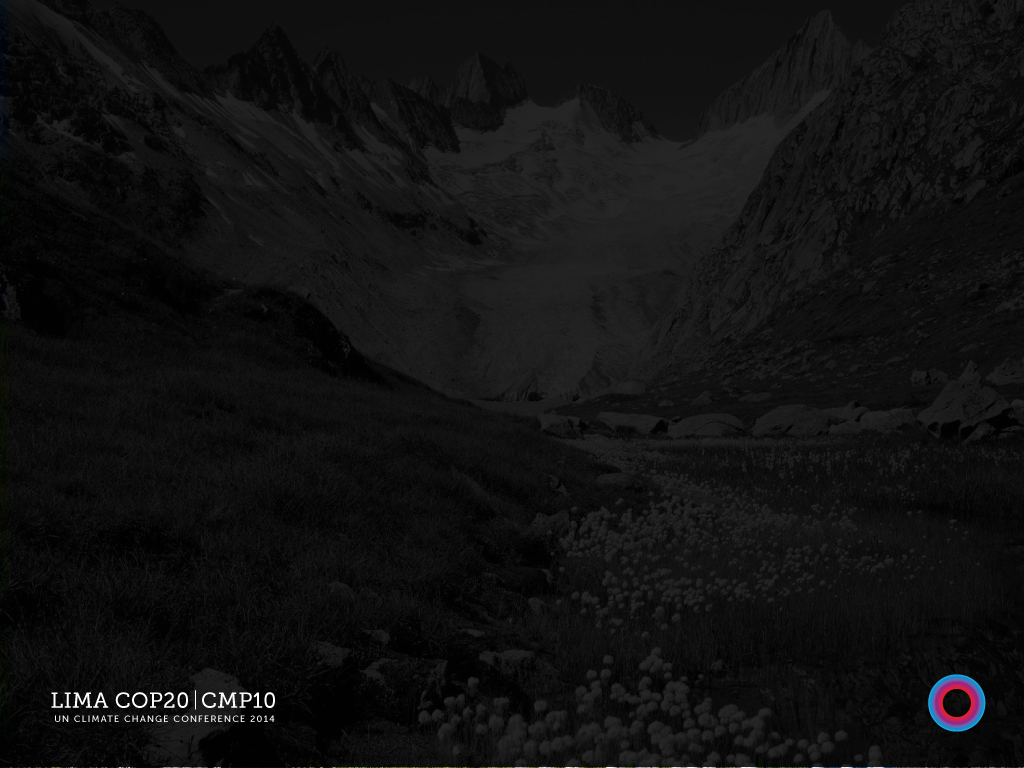 LIMA COP20 | CMP10
UN CLIMATE CHANGE CONFERENCE 2014